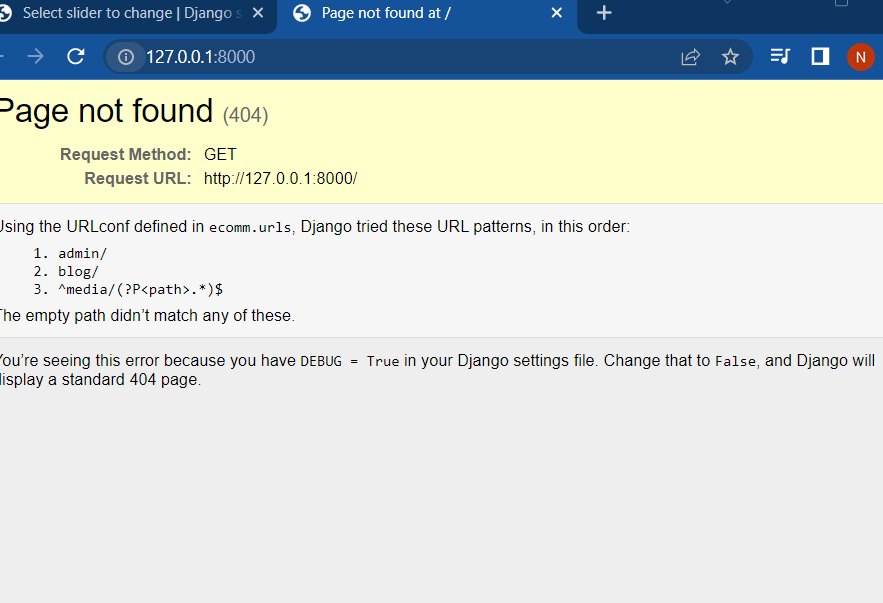 Select slider to change | Django s
Page not found at /
127.0.0.1:8000
N
Page not found (404)
Request Method: GET
Request URL: http://127.0.0.1:8000/
Using the URLconf defined in ecomm.urls, Django tried these URL patterns, in this order:
1. admin/
2. blog/
3. ^media/(?P<path>.*)$
The empty path didn’t match any of these.
You’re seeing this error because you have DEBUG = True in your Django settings file. Change that to False, and Django will
display a standard 404 page.